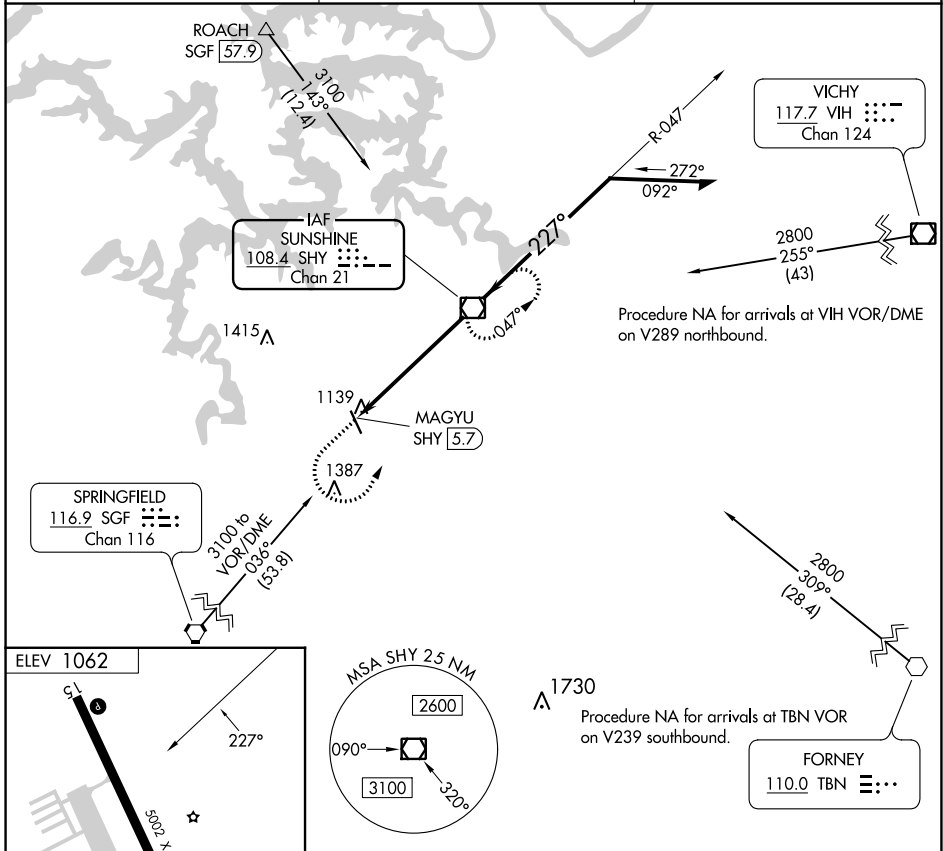 ROACH
SGF 57.9
3100
143°
(12.4)
R-047
272°
092°
VICHY
117.7 VIH
Chan 124
2800
255°
(43)
Procedure NA for arrivals at VIH VOR/DME
on V289 northbound.
IAF
SUNSHINE
108.4 SHY
Chan 21
227°
047°
1415
1139
MAGYU
SHY 5.7
1387
SPRINGFIELD
116.9 SGF
Chan 116
3100 to
VOR/DME
036°
(53.8)
2800
309°
(28.4)
ELEV 1062
15
P
227°
5002 X
MSA SHY 25 NM
2600
090°
3100
320°
1730
Procedure NA for arrivals at TBN VOR
on V239 southbound.
FORNEY
110.0 TBN